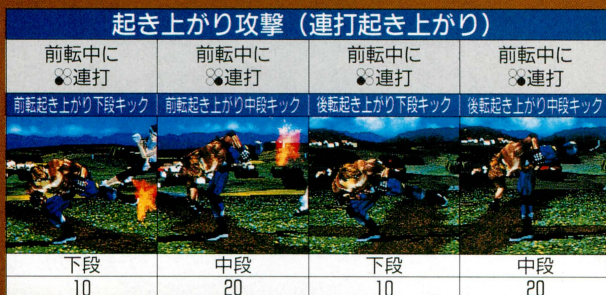 起き上がり攻撃（連打起き上がり）
前転中に 前転中に 前転中に 前転中に
連打 連打 連打 連打
前転起き上がり下段キック 前転起き上がり中段キック 後転起き上がり下段キック 後転起き上がり中段キック
下段 中段 下段 中段
10 20 10 20